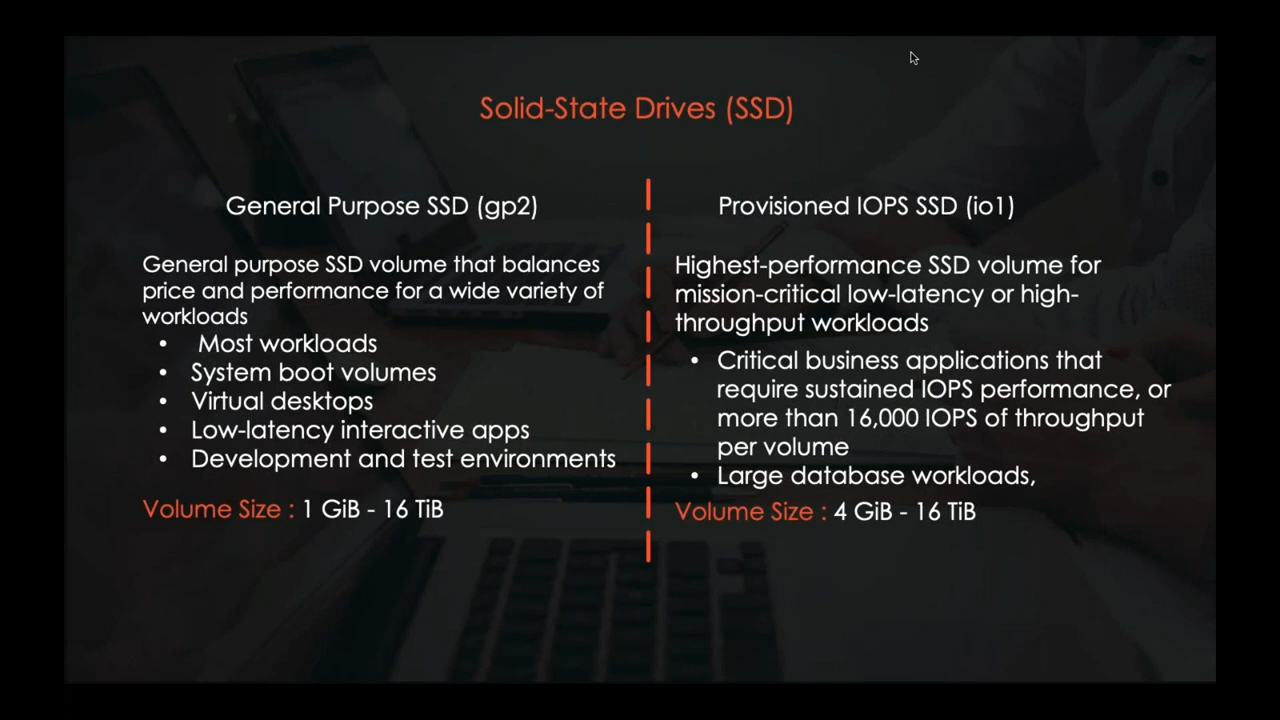 Solid-State Drives (SSD)
General Purpose SSD (gp2)
General purpose SSD volume that balances
price and performance for a wide variety of
workloads
• Most workloads
• System boot volumes
• Virtual desktops
• Low-latency interactive apps
• Development and test environments
Volume Size : 1 GiB - 16 TiB
Provisioned IOPS SSD (io1)
Highest-performance SSD volume for
mission-critical low-latency or high-
throughput workloads
• Critical business applications that
require sustained IOPS performance, or
more than 16,000 IOPS of throughput
per volume
• Large database workloads,
Volume Size : 4 GiB - 16 TiB